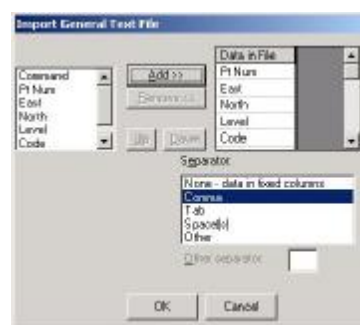 Import General Text File
Command
Pt Num
East
North
Level
Code
Add >>
Remove <<
Up
Down
Data in File
Pt Num
East
North
Level
Code
Separator
None - data in fixed columns
Comma
Tab
Space(s)
Other
Other separator
OK
Cancel